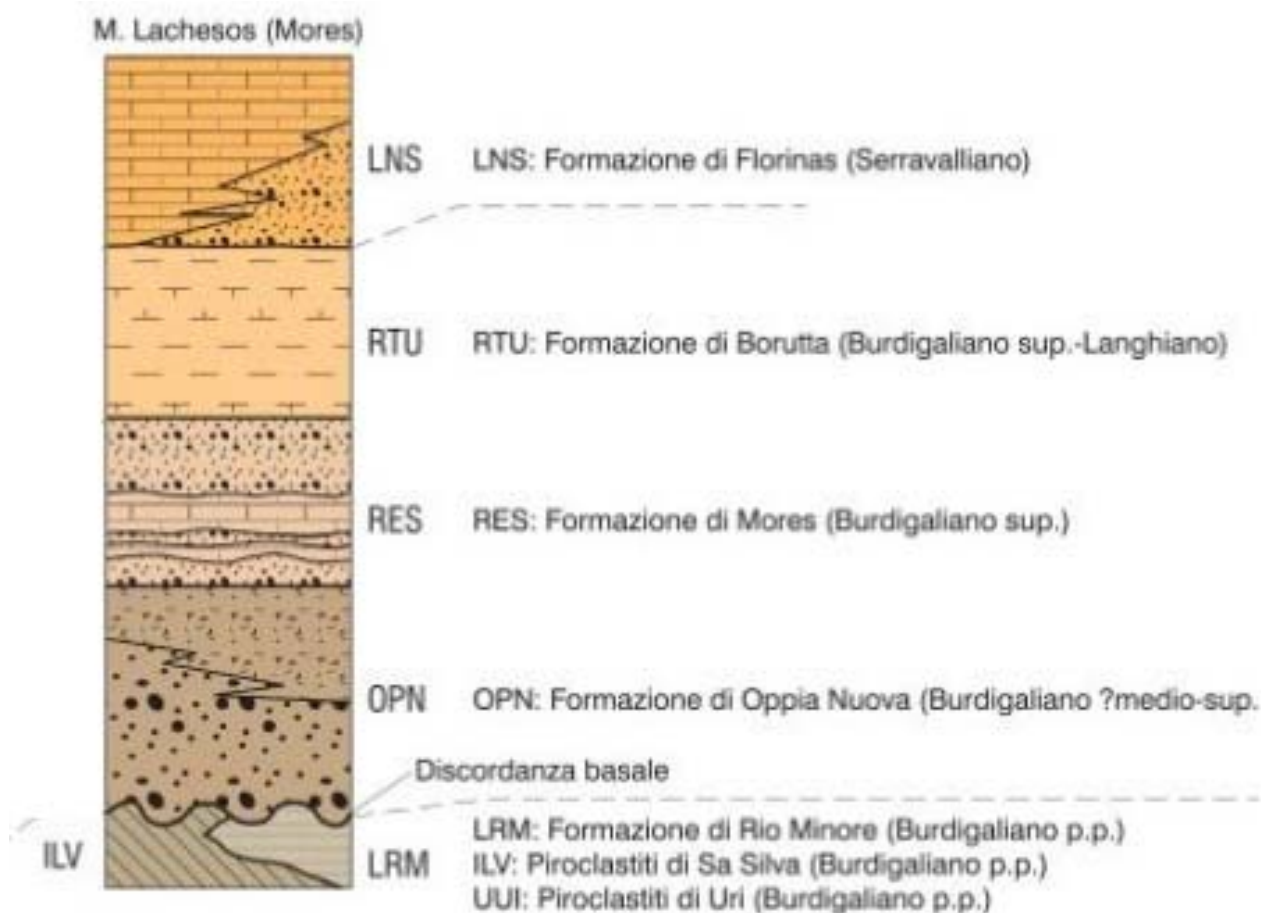 M. Lachesos (Mores)
LNS LNS: Formazione di Florinas (Serravalliano)
RTU RTU: Formazione di Borutta (Burdigaliano sup.-Langhiano)
RES RES: Formazione di Mores (Burdigaliano sup.)
OPN OPN: Formazione di Oppia Nuova (Burdigaliano ?medio-sup.
Discordanza basale
LRM: Formazione di Rio Minore (Burdigaliano p.p.)
ILV LRM ILV: Piroclastiti di Sa Silva (Burdigaliano p.p.)
UUI: Piroclastiti di Uri (Burdigaliano p.p.)